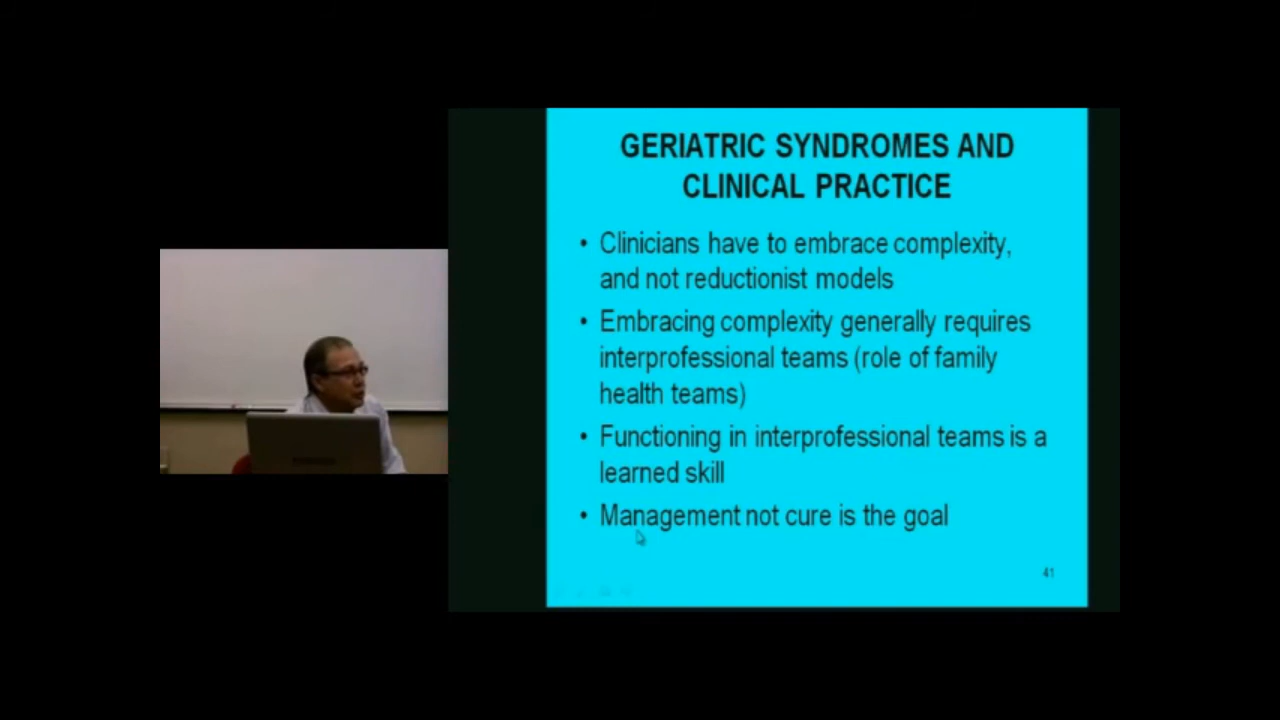 GERIATRIC SYNDROMES AND
CLINICAL PRACTICE
• Clinicians have to embrace complexity,
and not reductionist models
• Embracing complexity generally requires
interprofessional teams (role of family
health teams)
• Functioning in interprofessional teams is a
learned skill
• Management not cure is the goal
41